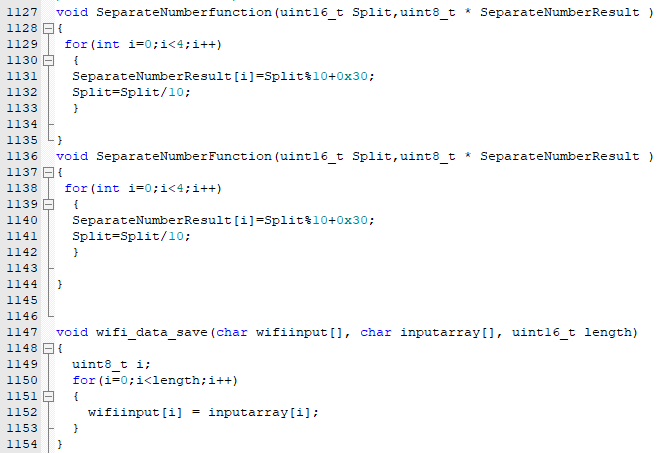 1127 void SeparateNumberfunction(uint16_t Split,uint8_t * SeparateNumberResult )
1128 {
1129 for(int i=0;i<4;i++)
1130 {
1131 SeparateNumberResult[i]=Split%10+0x30;
1132 Split=Split/10;
1133 }
1134
1135 }
1136 void SeparateNumberFunction(uint16_t Split,uint8_t * SeparateNumberResult )
1137 {
1138 for(int i=0;i<4;i++)
1139 {
1140 SeparateNumberResult[i]=Split%10+0x30;
1141 Split=Split/10;
1142 }
1143
1144 }
1145
1146
1147 void wifi_data_save(char wifiinput[], char inputarray[], uint16_t length)
1148 {
1149 uint8_t i;
1150 for(i=0;i<length;i++)
1151 {
1152 wifiinput[i] = inputarray[i];
1153 }
1154 }